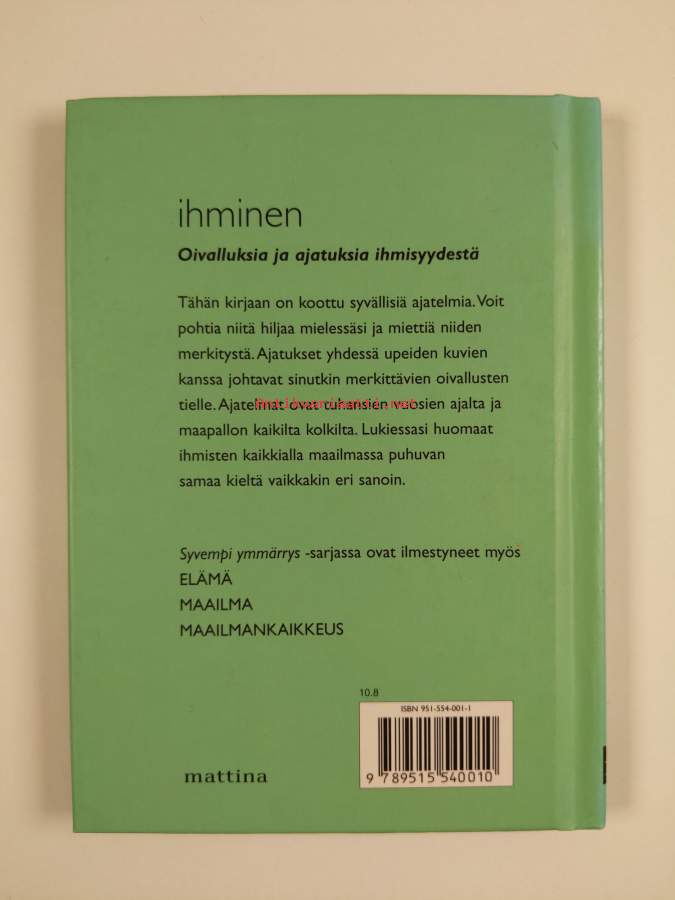 ihminen
Oivalluksia ja ajatuksia ihmisyydestä
Tähän kirjaan on koottu syvällisiä ajatelmia. Voit
pohtia niitä hiljaa mielessäsi ja miettiä niiden
merkitystä. Ajatukset yhdessä upeiden kuvien
kanssa johtavat sinutkin merkittävien oivallusten
tielle. Ajatelmat ovat tuhansien vuosien ajalta ja
maapallon kaikilta kolkilta. Lukiessasi huomaat
ihmisten kaikkialla maailmassa puhuvan
samaa kieltä vaikkakin eri sanoin.
Syvempi ymmärrys -sarjassa ovat ilmestyneet myös
ELÄMÄ
MAAILMA
MAAILMANKAIKKEUS
10.8
ISBN 951-554-001-1
9 789515 540010
mattina